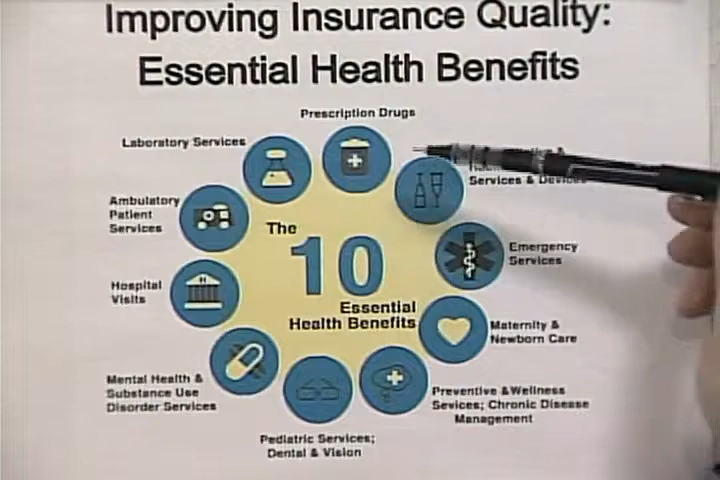 Improving Insurance Quality:
Essential Health Benefits
Prescription Drugs
Laboratory Services
Services & Devices
Ambulatory
Patient
Services
The
10
Essential
Health Benefits
Emergency
Services
Hospital
Visits
Maternity &
Newborn Care
Mental Health &
Substance Use
Disorder Services
Preventive &Wellness
Sevices; Chronic Disease
Management
Pediatric Services;
Dental & Vision